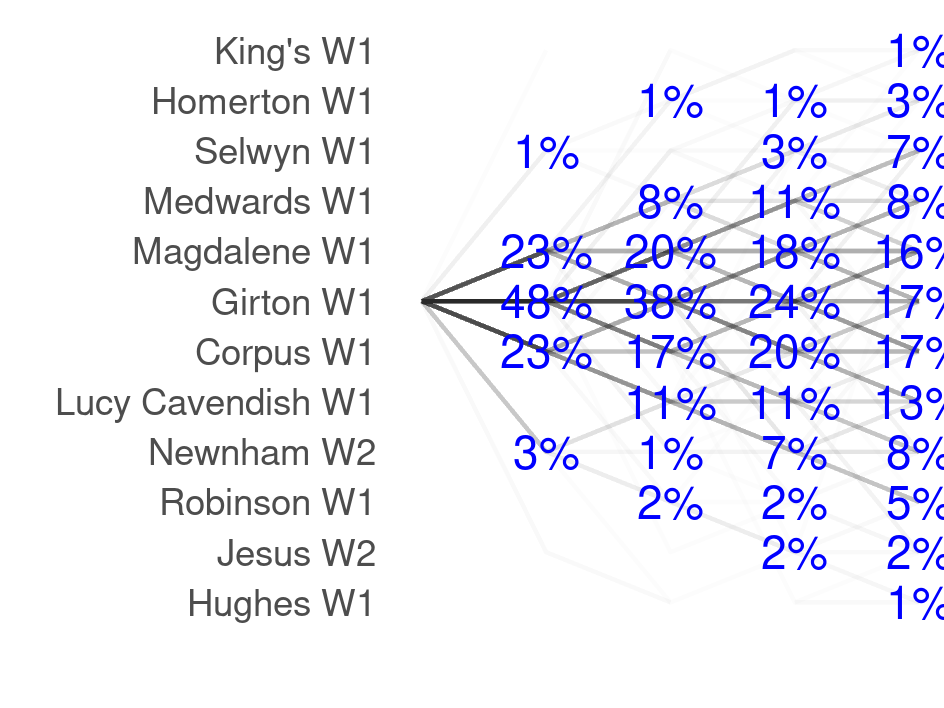 King's W1 1%
Homerton W1 1% 1% 3%
Selwyn W1 1% 3% 7%
Medwards W1 8% 11% 8%
Magdalene W1 23% 20% 18% 16%
Girton W1 48% 38% 24% 17%
Corpus W1 23% 17% 20% 17%
Lucy Cavendish W1 11% 11% 13%
Newnham W2 3% 1% 7% 8%
Robinson W1 2% 2% 5%
Jesus W2 2% 2%
Hughes W1 1%